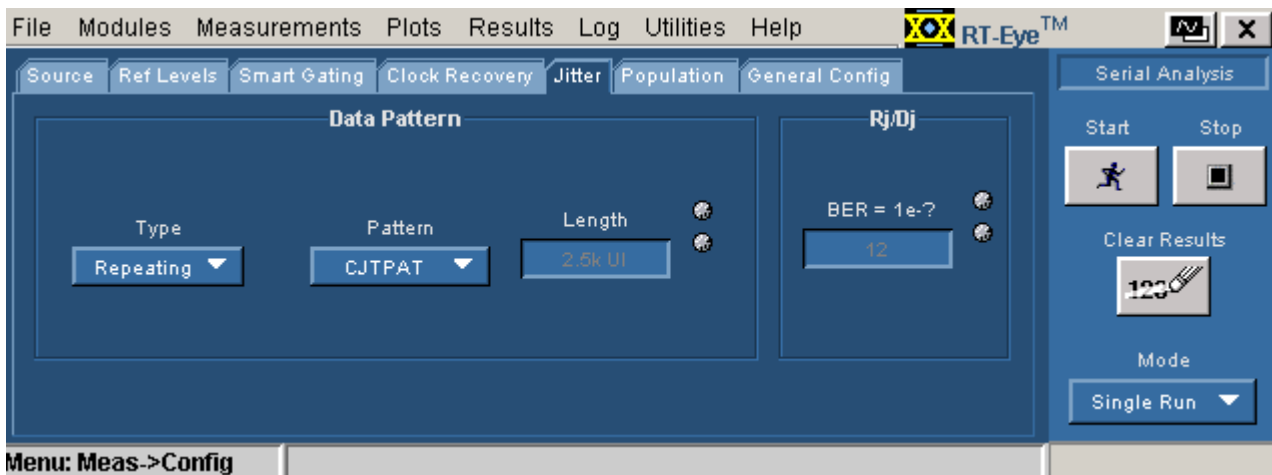 File Modules Measurements Plots Results Log Utilities Help RT-Eye™
Source Ref Levels Smart Gating Clock Recovery Jitter Population General Config
Serial Analysis
Data Pattern
Type
Repeating
Pattern
CJTPAT
Length
2.5k UI
Rj/Dj
BER = 1e-?
12
Start Stop
Clear Results
123
Mode
Single Run
Menu: Meas->Config